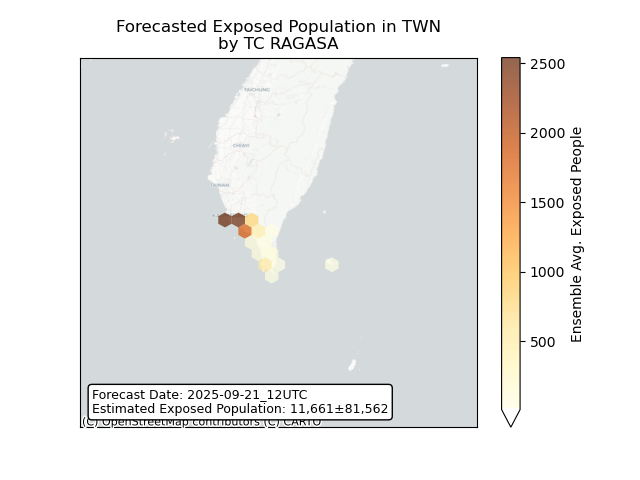 Forecasted Exposed Population in TWN
by TC RAGASA
TAICHUNG
CHIAYI
TAINAN
2500
2000
1500
1000
500
Ensemble Avg. Exposed People
Forecast Date: 2025-09-21_12UTC
Estimated Exposed Population: 11,661±81,562
(C) OpenStreetMap contributors (C) CARTO